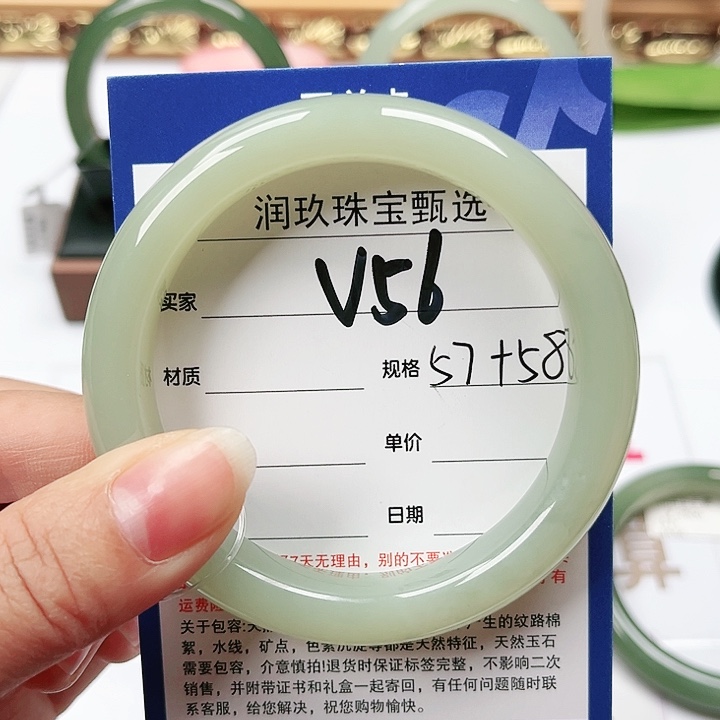 润玖珠宝甄选
V56
买家
材质
规格 57+58
单价
日期
7天无理由，别的不要
有
运费险
关于包容:天 产生的纹路棉
絮，水线，矿点，色素沉淀等都是天然特征，天然玉石
需要包容，介意慎拍!退货时保证标签完整，不影响二次
销售，并附带证书和礼盒一起寄回，有任何问题随时联
系客服，给您解决，祝您购物愉快。